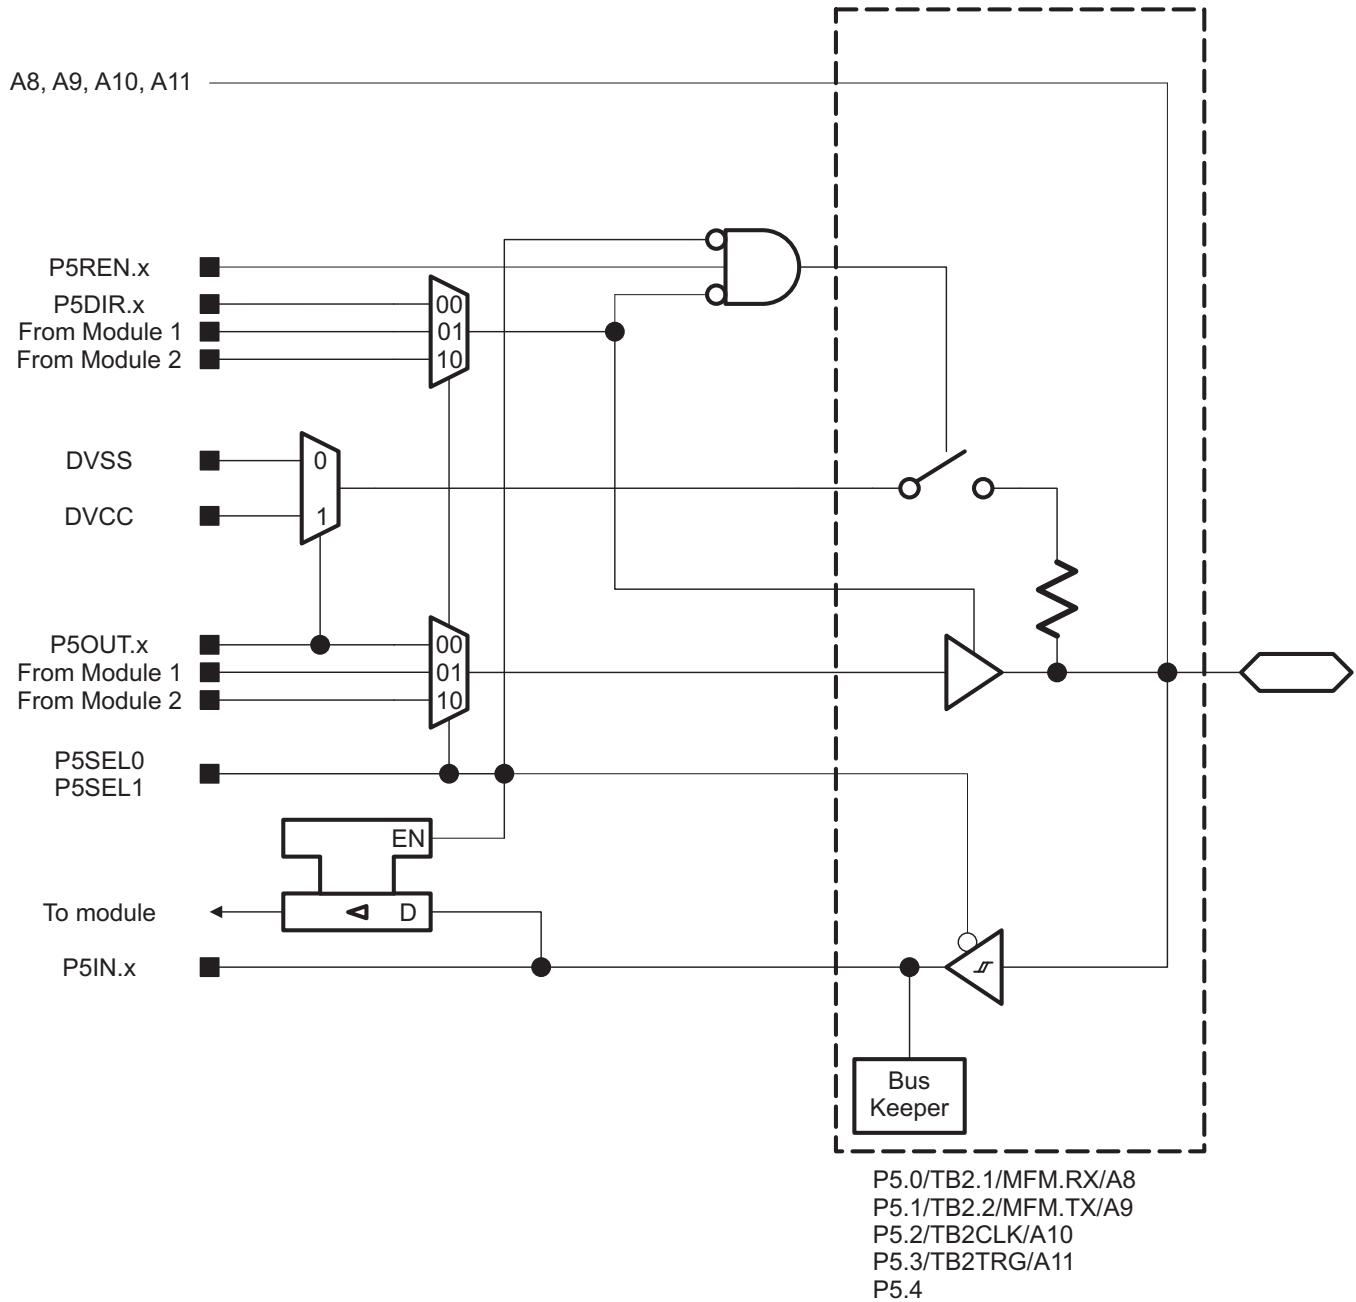 A8, A9, A10, A11
P5REN.x
P5DIR.x
00
From Module 1
01
From Module 2
10
DVSS
0
DVCC
1
P5OUT.x
00
From Module 1
01
From Module 2
10
P5SEL0
P5SEL1
EN
To module
D
P5IN.x
Bus
Keeper
P5.0/TB2.1/MFM.RX/A8
P5.1/TB2.2/MFM.TX/A9
P5.2/TB2CLK/A10
P5.3/TB2TRG/A11
P5.4